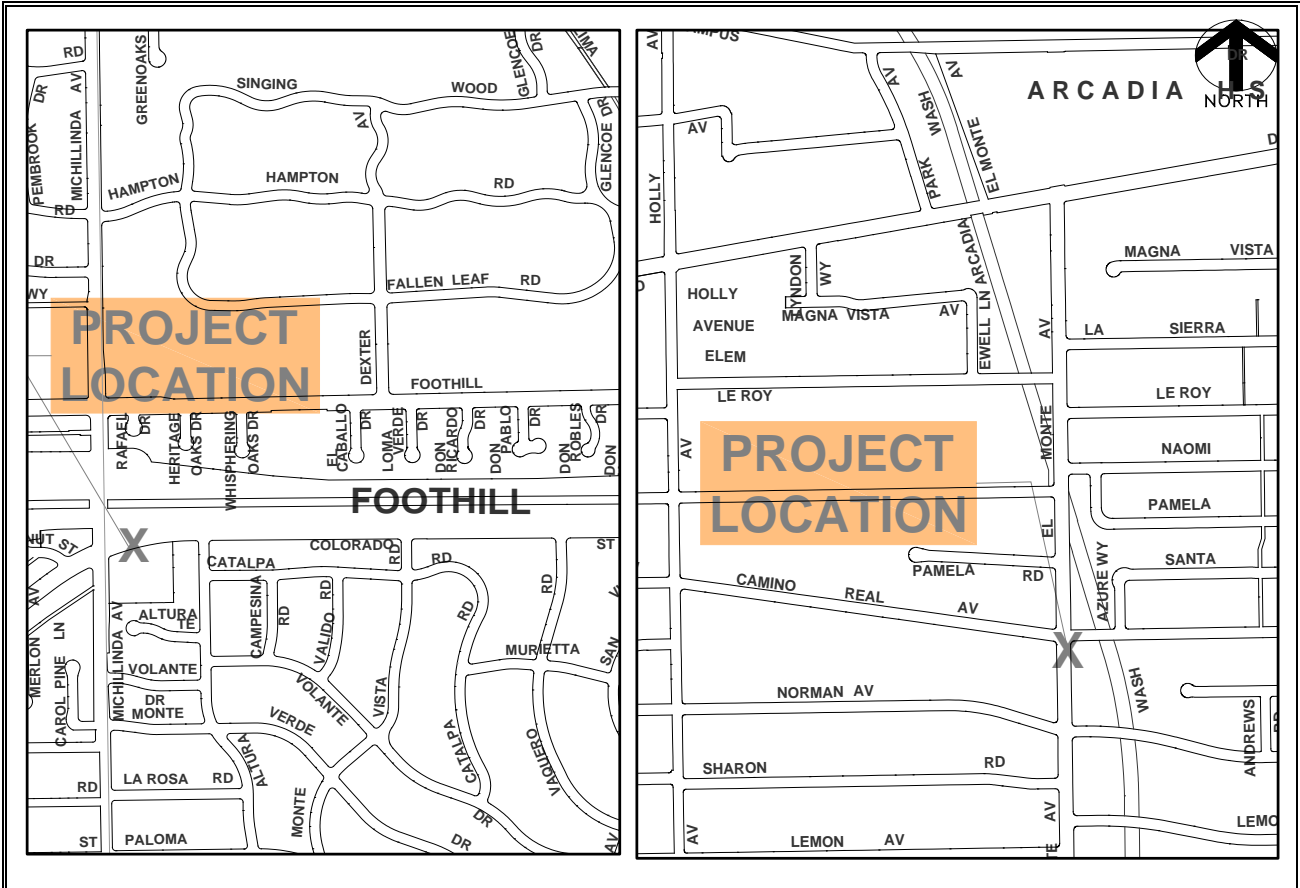 RD
GREENOAKS
SINGING
WOOD
GLENCOE
DR
PEMBROOK
DR
MICHILLINDA AV
AV
GLENCOE DR
HAMPTON
HAMPTON
RD
RD
DR
WY
FALLEN LEAF
RD
PROJECT
LOCATION
DEXTER
FOOTHILL
RAFAEL
DR
HERITAGE
OAKS DR
WHISPHERING
OAKS DR
EL
CABALLO
DR
LOMA
VERDE
DR
DON
RICARDO
DR
DON
PABLO
DR
DON
ROBLES
DR
DON
FOOTHILL
ST
X
COLORADO
RD
ST
CATALPA
RD
MERLON
AV
CAROL PINE LN
MICHILLINDA AV
ALTURA
TE
CAMPESINA
RD
VALIDO
RD
RD
RD
MURIETTA
SAN
VOLANTE
VOLANTE
VISTA
DR
MONTE
VERDE
CATALPA
VAQUERO
RD
LA ROSA
RD
ALTURA
MONTE
DR
DR
AV
ST
PALOMA
AV
AV
AV
DR
ARCADIA HS
NORTH
AV
PARK
WASH
EL MONTE
HOLLY
D
ARCADIA
MAGNA
VISTA
HOLLY
AVENUE
ELEM
LYNDON
WY
MAGNA VISTA
AV
EWELL LN
AV
LA
SIERRA
LE ROY
LE ROY
AV
PROJECT
LOCATION
MONTE
NAOMI
PAMELA
EL
PAMELA
RD
SANTA
CAMINO
REAL
AV
AZURE WY
X
NORMAN AV
WASH
ANDREWS
SHARON
RD
AV
LEMON
AV
AV
LEMO
TE